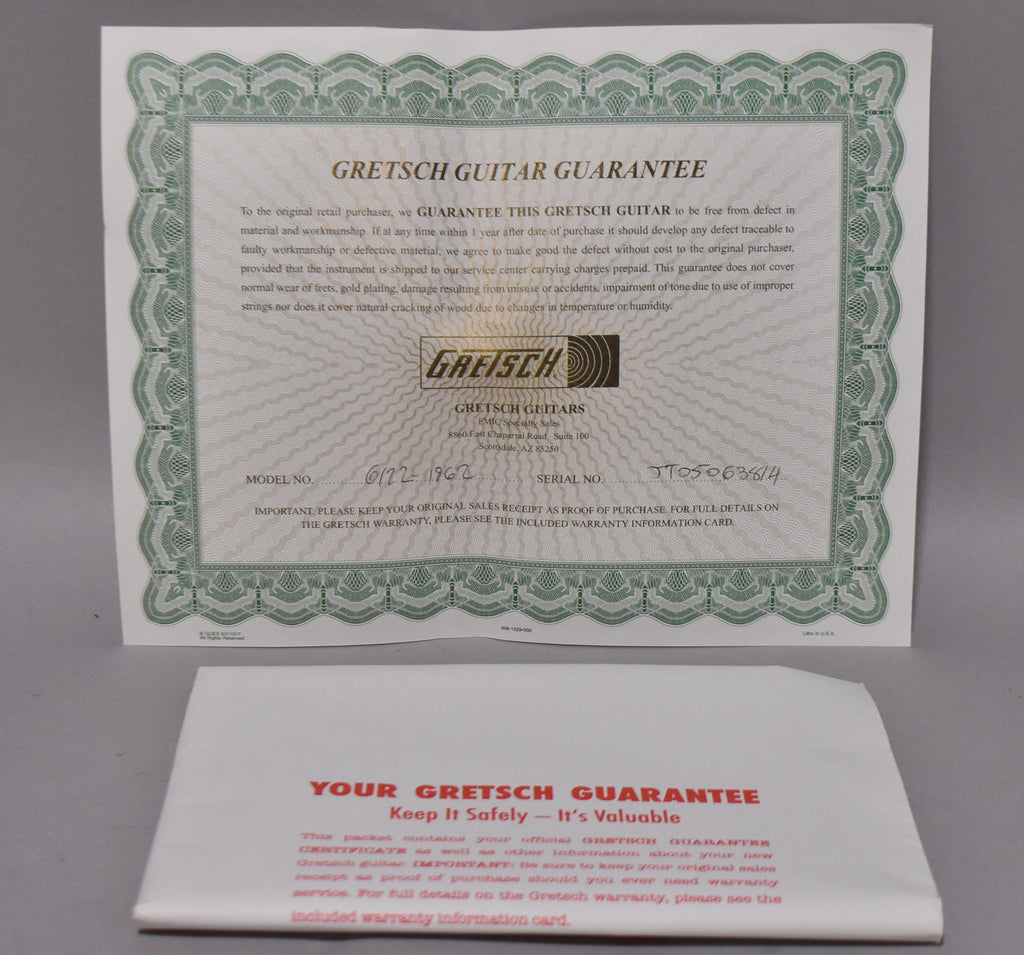 GRETSCH GUITAR GUARANTEE
To the original retail purchaser, we GUARANTEE THIS GRETSCH GUITAR to be free from defect in
material and workmanship. If at any time within 1 year after date of purchase it should develop any defect traceable to
faulty workmanship or defective material, we agree to make good the defect without cost to the original purchaser,
provided that the instrument is shipped to our service center carrying charges prepaid. This guarantee does not cover
normal wear of frets, gold plating, damage resulting from misuse or accidents, impairment of tone due to use of improper
strings nor does it cover natural cracking of wood due to changes in temperature or humidity.
GRETSCH
GRETSCH GUITARS
FMIC Specialty Sales
8860 East Chaparral Road - Suite 100
Scottsdale, AZ 85250
MODEL NO. 6122-1962 SERIAL NO. JT05063814
IMPORTANT: PLEASE KEEP YOUR ORIGINAL SALES RECEIPT AS PROOF OF PURCHASE. FOR FULL DETAILS ON
THE GRETSCH WARRANTY, PLEASE SEE THE INCLUDED WARRANTY INFORMATION CARD.
© GOES
All Rights Reserved
006-1229-000
Litho in U.S.A.
YOUR GRETSCH GUARANTEE
Keep It Safely — It's Valuable
This packet contains your official GRETSCH GUARANTEE
CERTIFICATE as well as other information about your new
Gretsch guitar. IMPORTANT: Be sure to keep your original sales
receipt as proof of purchase should you ever need warranty
service. For full details on the Gretsch warranty, please see the
included warranty information card.